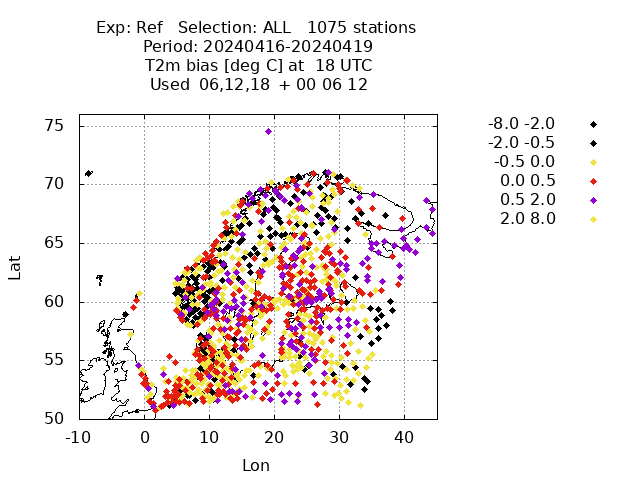 Exp: Ref   Selection: ALL   1075 stations
Period: 20240416-20240419
T2m bias [deg C] at  18 UTC
Used  06,12,18  + 00 06 12
-8.0 -2.0
-2.0 -0.5
-0.5 0.0
0.0 0.5
0.5 2.0
2.0 8.0
75
70
65
60
55
50
Lat
-10 0 10 20 30 40
Lon